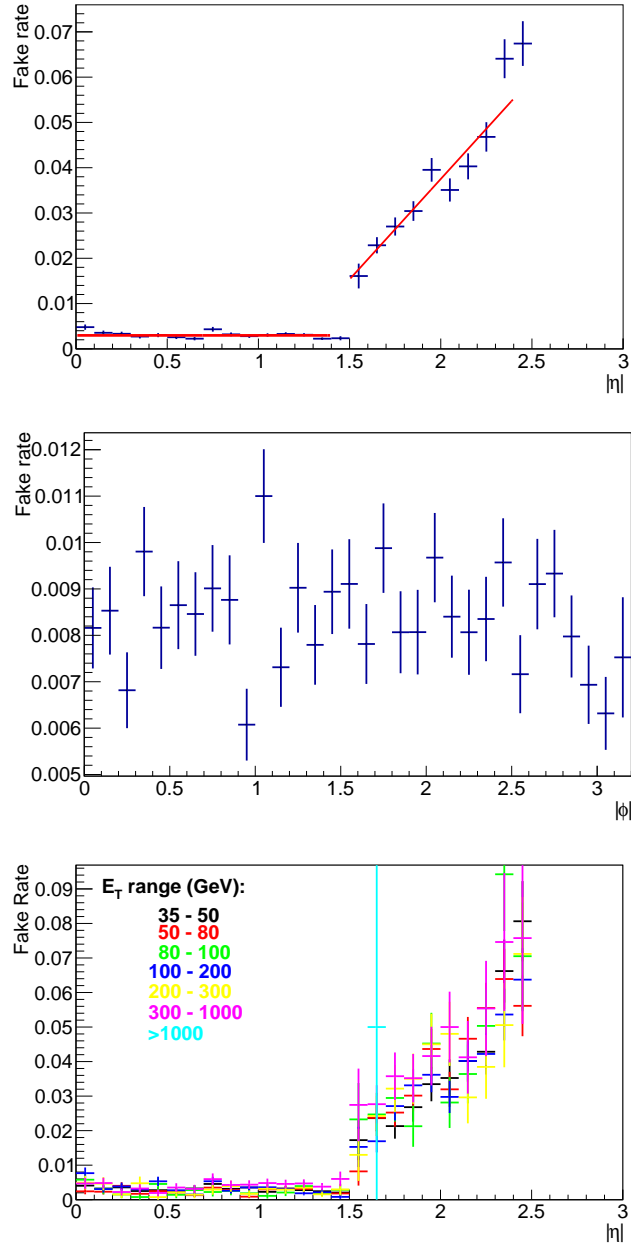 Fake rate
0.07
0.06
0.05
0.04
0.03
0.02
0.01
0
0 0.5 1 1.5 2 2.5 3
|η|
Fake rate
0.012
0.011
0.01
0.009
0.008
0.007
0.006
0.005
0 0.5 1 1.5 2 2.5 3
|ϕ|
Fake Rate
0.09
0.08
0.07
0.06
0.05
0.04
0.03
0.02
0.01
0
E_T range (GeV):
35 - 50
50 - 80
80 - 100
100 - 200
200 - 300
300 - 1000
>1000
0 0.5 1 1.5 2 2.5 3
|η|